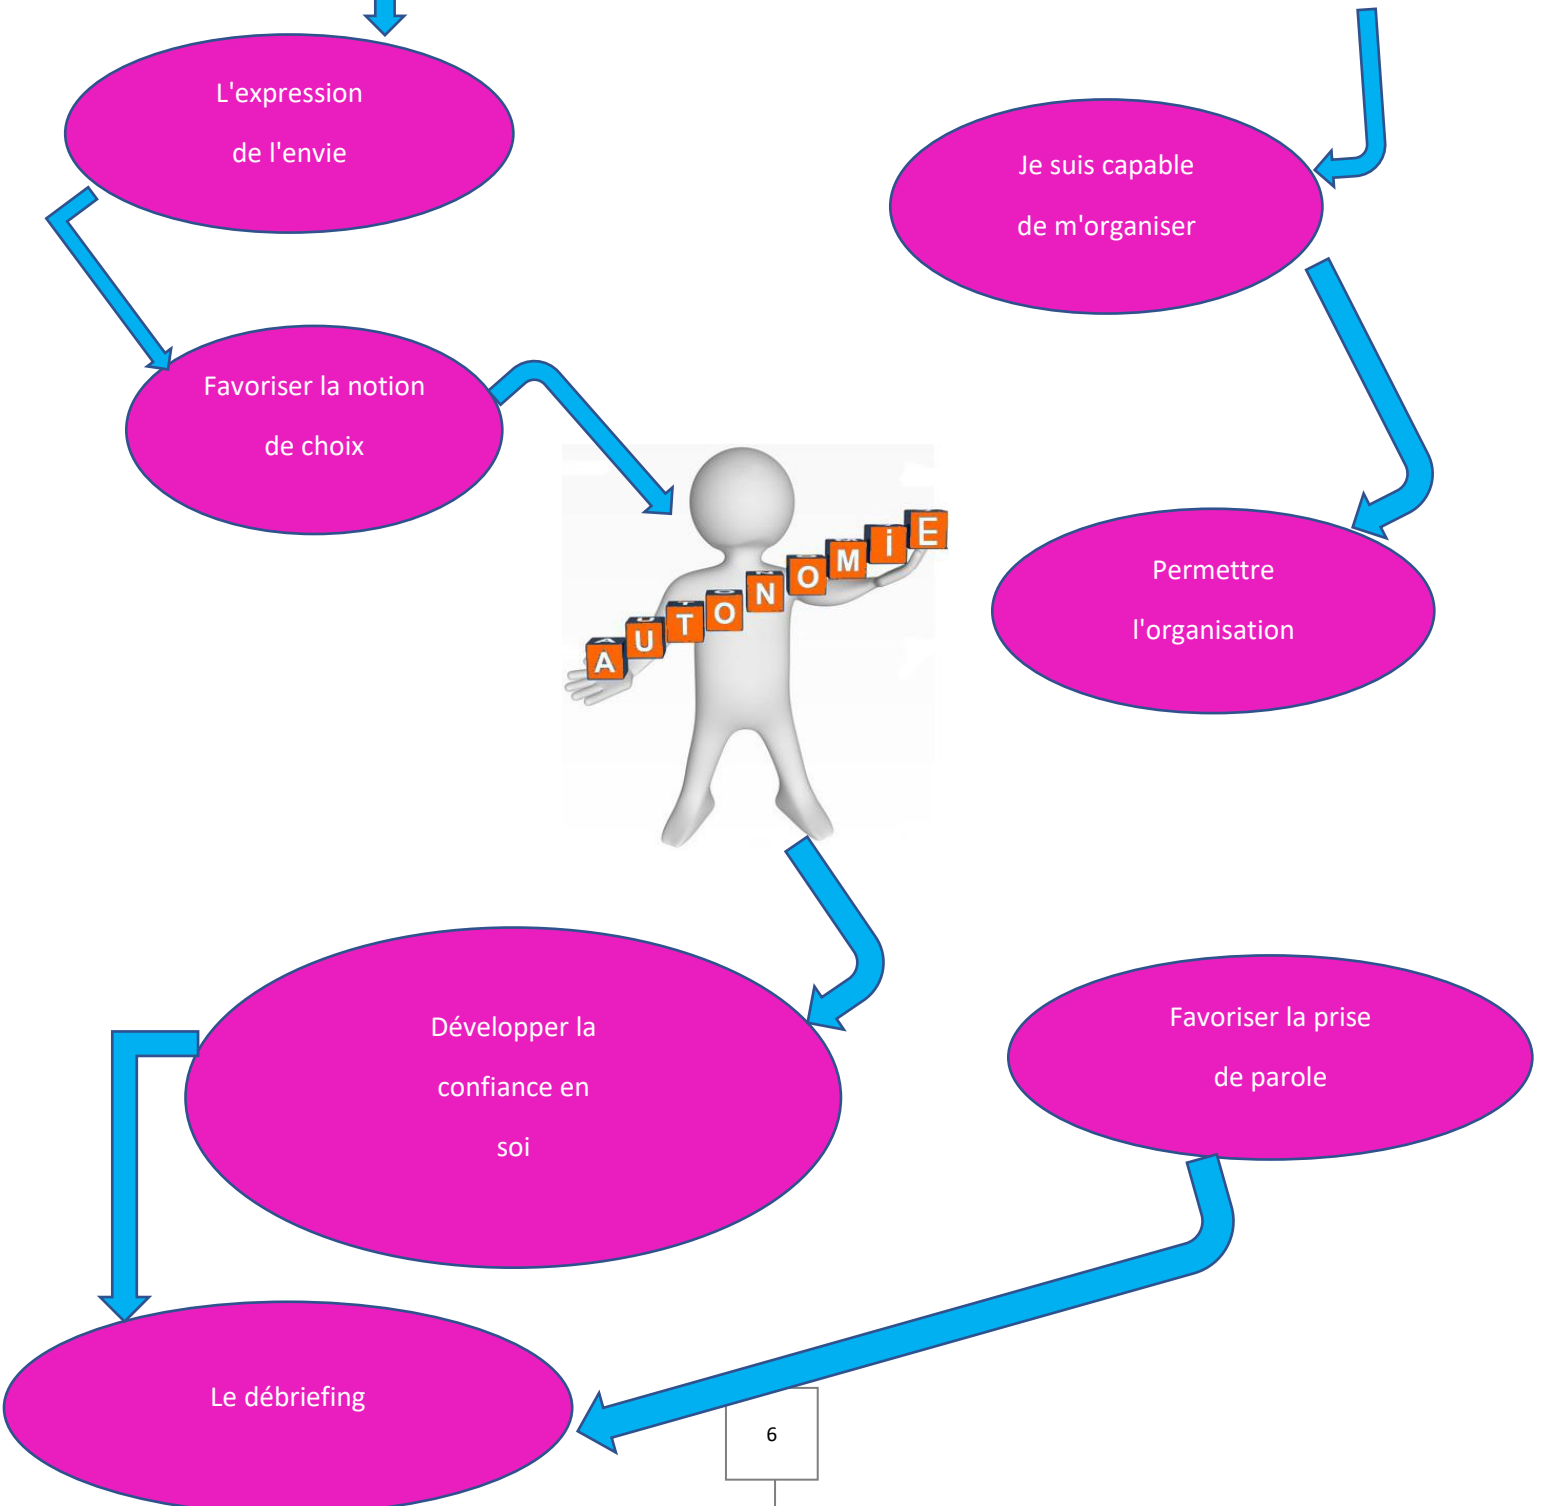 L'expression
de l'envie
Je suis capable
de m'organiser
Favoriser la notion
de choix
AUTONOMiE
Permettre
l'organisation
Développer la
confiance en
soi
Favoriser la prise
de parole
Le débriefing
6